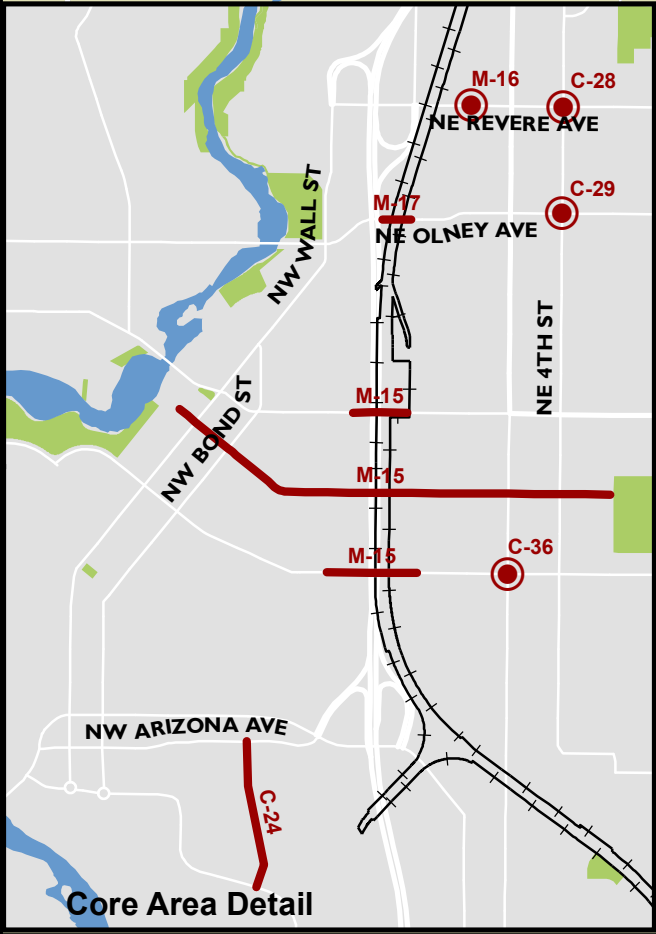 M-16
C-28
NE REVERE AVE
NW WALL ST
C-29
M-17
NE OLNEY AVE
NE 4TH ST
M-15
NW BOND ST
M-15
M-15
C-36
NW ARIZONA AVE
C-24
Core Area Detail